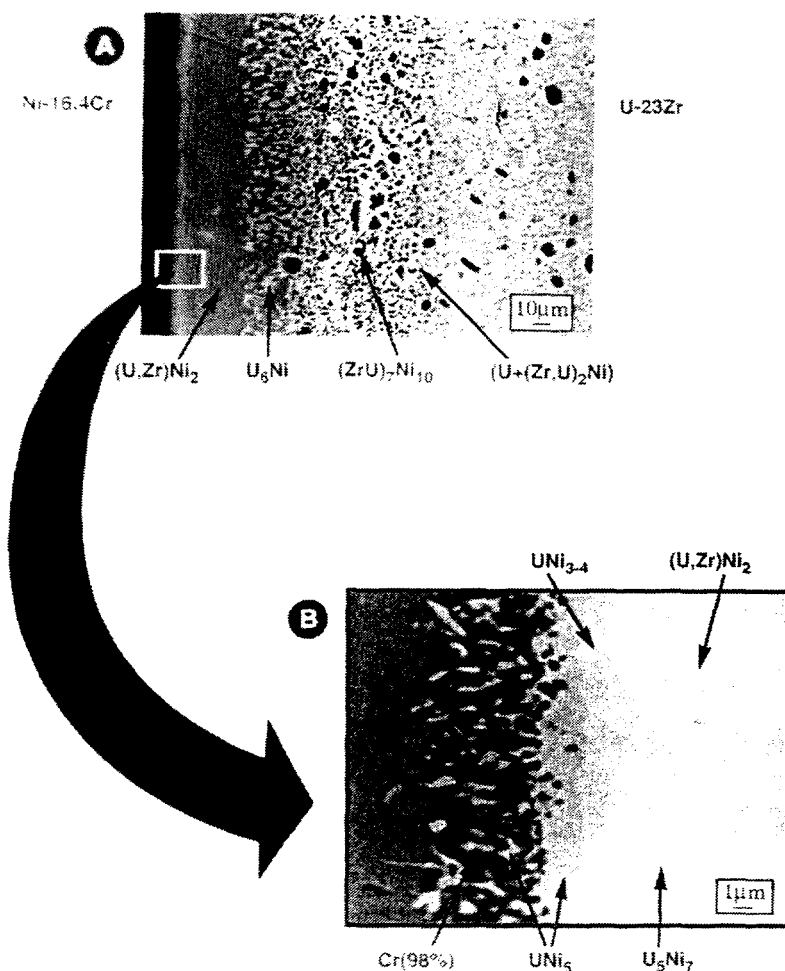 A
Ni-16.4Cr
U-23Zr
10μm
(U,Zr)Ni₂
U₆Ni
(ZrU)₇Ni₁₀
(U+(Zr,U)₂Ni)
UNi₃₋₄
(U,Zr)Ni₂
B
1μm
Cr(98%)
UNi₅
U₅Ni₇